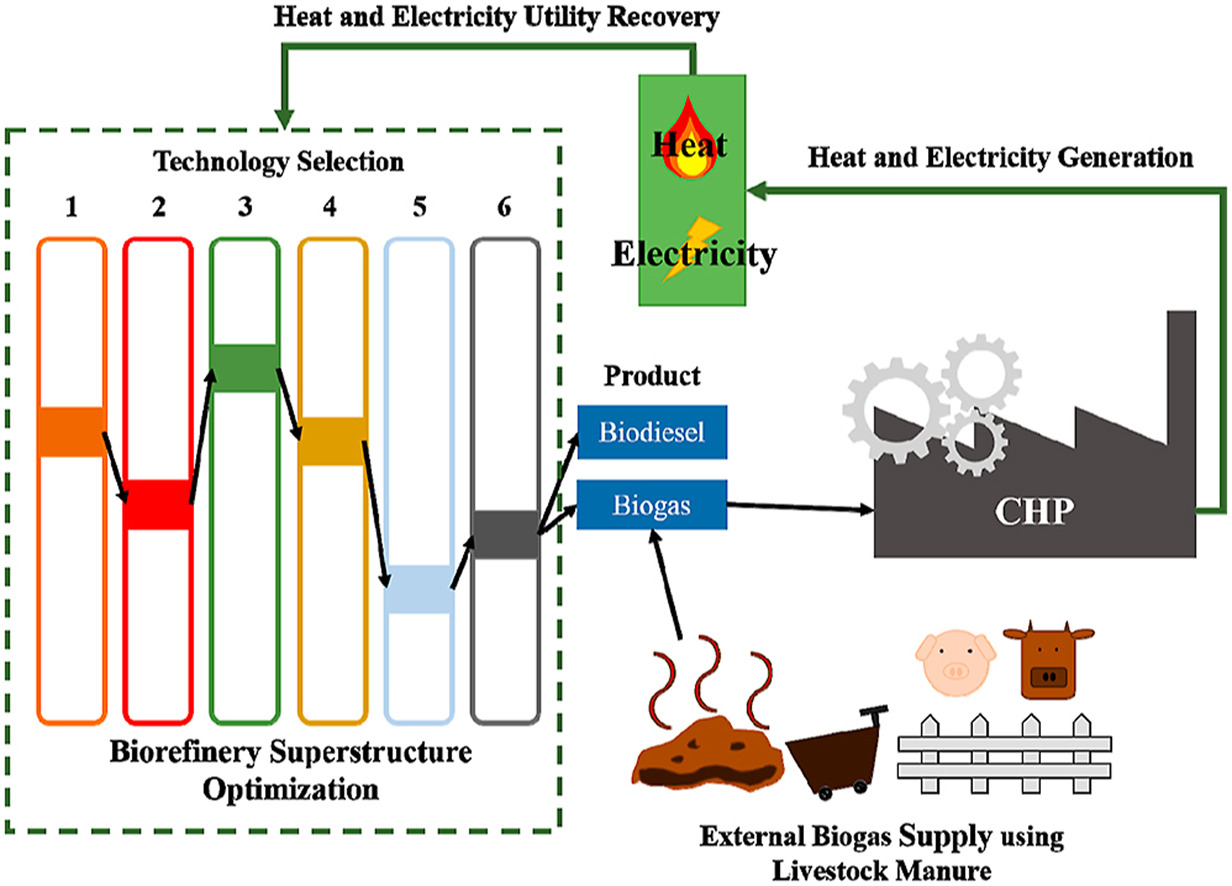 Heat and Electricity Utility Recovery
Technology Selection
1 2 3 4 5 6
Biorefinery Superstructure
Optimization
Heat
Electricity
Heat and Electricity Generation
Product
Biodiesel
Biogas
CHP
External Biogas Supply using
Livestock Manure